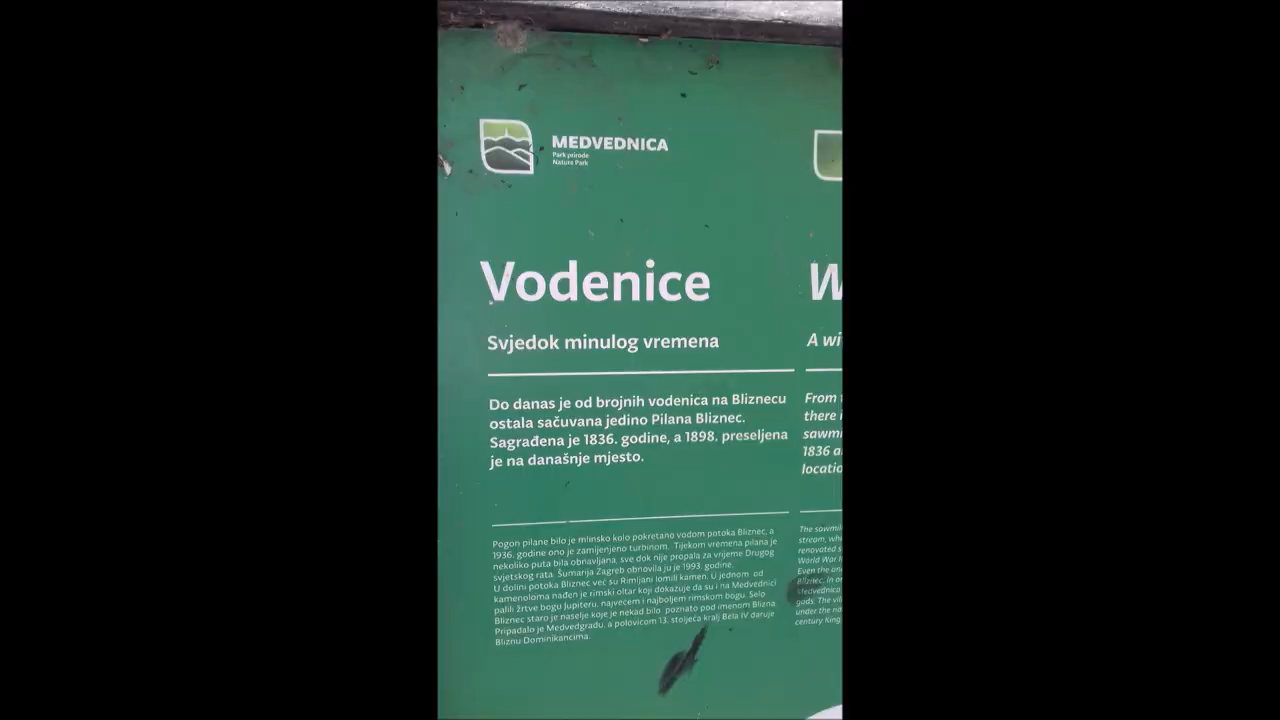 MEDVEDNICA
Park prirode
Nature Park
Vodenice
Svjedok minulog vremena
Do danas je od brojnih vodenica na Bliznecu
ostala sačuvana jedino Pilana Bliznec.
Sagrađena je 1836. godine, a 1898. preseljena
je na današnje mjesto.
Pogon pilane bilo je mlinsko kolo pokretano vodom potoka Bliznec, a
1936. godine ono je zamijenjeno turbinom. Tijekom vremena pilana je
nekoliko puta bila obnavljana, sve dok nije propala za vrijeme Drugog
svjetskog rata. Šumarija Zagreb obnovila ju je 1993. godine.
U dolini potoka Bliznec već su Rimljani lomili kamen. U jednom od
kamenoloma nađen je rimski oltar koji dokazuje da su i na Medvednici
palili žrtve bogu Jupiteru, najvećem i najboljem rimskom bogu. Selo
Bliznec staro je naselje koje je nekad bilo poznato pod imenom Blizna
Pripadalo je Medvedgradu, a polovicom 13. stoljeća kralj Bela IV daruje
Bliznu Dominikancima.
W
A wi
From
there i
sawmi
1836 a
locatio
The sawmil
stream, wh
renovated s
World War I
Even the an
Bliznec. In on
Medvednica
gods. The vil
under the na
century King